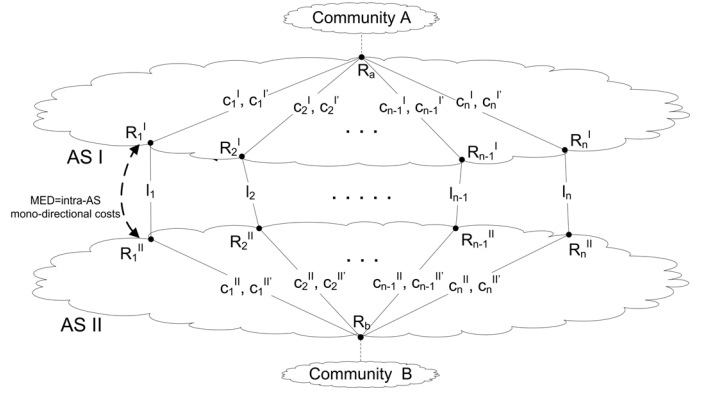 Community A
Rₐ
c₁ᴵ, c₁ᴵ'
c₂ᴵ, c₂ᴵ'
cₙ₋₁ᴵ, cₙ₋₁ᴵ'
cₙᴵ, cₙᴵ'
. . .
R₁ᴵ
R₂ᴵ
Rₙ₋₁ᴵ
Rₙᴵ
AS I
MED=intra-AS
mono-directional costs
l₁
l₂
. . . . .
lₙ₋₁
lₙ
R₁ᴵᴵ
R₂ᴵᴵ
Rₙ₋₁ᴵᴵ
Rₙᴵᴵ
. . .
c₁ᴵᴵ, c₁ᴵᴵ'
c₂ᴵᴵ, c₂ᴵᴵ'
cₙ₋₁ᴵᴵ, cₙ₋₁ᴵᴵ'
cₙᴵᴵ, cₙᴵᴵ'
AS II
R_b
Community B